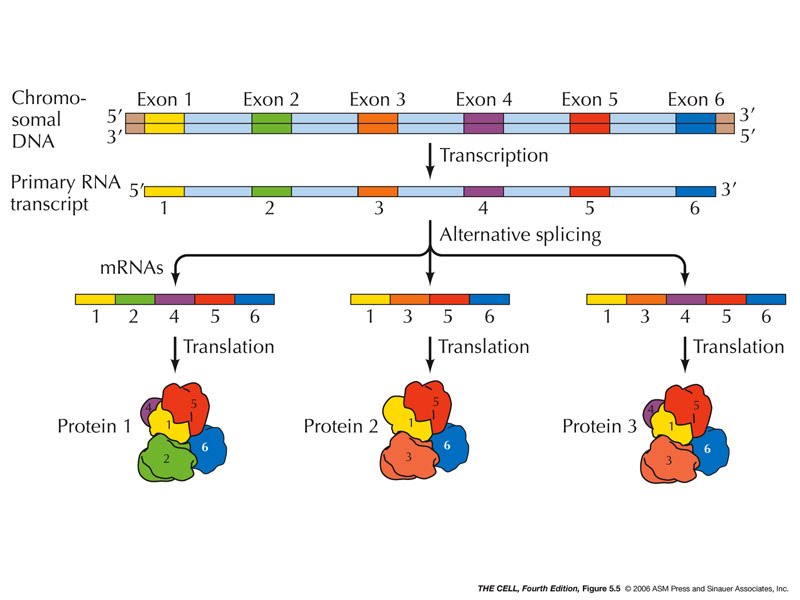 Chromo-
somal
DNA
Exon 1 Exon 2 Exon 3 Exon 4 Exon 5 Exon 6
5′ 3′
3′ 5′
Transcription
Primary RNA
transcript
5′ 3′
1 2 3 4 5 6
Alternative splicing
mRNAs
1 2 4 5 6
1 3 5 6
1 3 4 5 6
Translation Translation Translation
Protein 1
4 5 1 6 2
Protein 2
5 1 6 3
Protein 3
4 5 1 6 3
THE CELL, Fourth Edition, Figure 5.5 © 2006 ASM Press and Sinauer Associates, Inc.